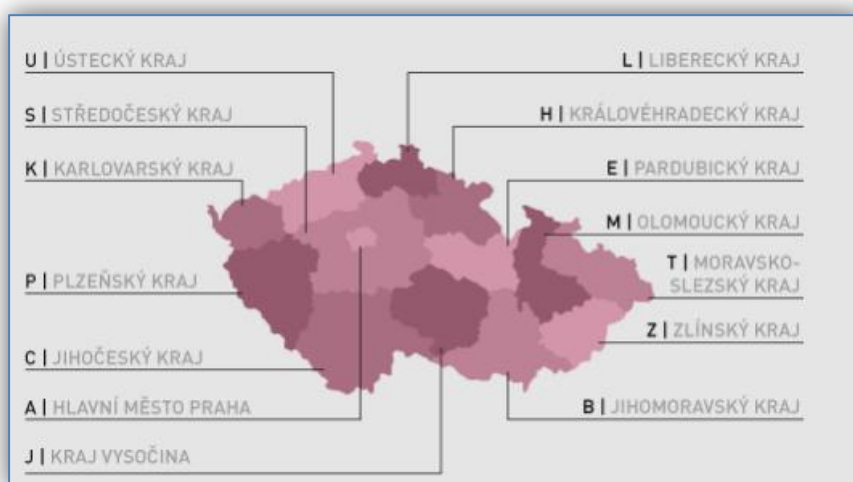 U | ÚSTECKÝ KRAJ
S | STŘEDOČESKÝ KRAJ
K | KARLOVARSKÝ KRAJ
P | PLZEŇSKÝ KRAJ
C | JIHOČESKÝ KRAJ
A | HLAVNÍ MĚSTO PRAHA
J | KRAJ VYSOČINA
L | LIBERECKÝ KRAJ
H | KRÁLOVÉHRADECKÝ KRAJ
E | PARDUBICKÝ KRAJ
M | OLOMOUCKÝ KRAJ
T | MORAVSKO-
SLEZSKÝ KRAJ
Z | ZLÍNSKÝ KRAJ
B | JIHOMORAVSKÝ KRAJ